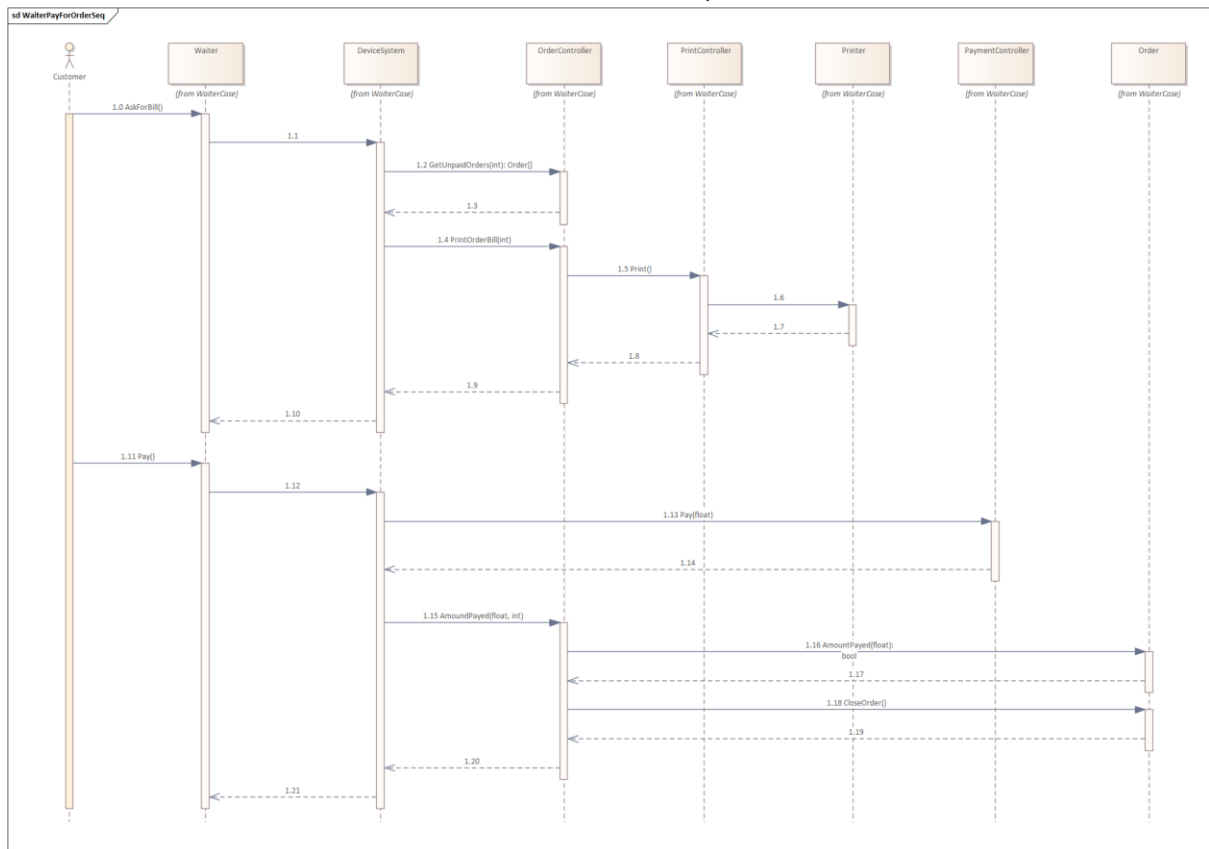 sd WaiterPayForOrderSeq
Customer
Waiter
DeviceSystem
OrderController
PrintController
Printer
PaymentController
Order
(from WaiterCase)
(from WaiterCase)
(from WaiterCase)
(from WaiterCase)
(from WaiterCase)
(from WaiterCase)
(from WaiterCase)
1.0 AskForBill()
1.1
1.2 GetUnpaidOrders(int): Order[]
1.3
1.4 PrintOrderBill(int)
1.5 Print()
1.6
1.7
1.8
1.9
1.10
1.11 Pay()
1.12
1.13 Pay(float)
1.14
1.15 AmoundPayed(float, int)
1.16 AmountPayed(float):
bool
1.17
1.18 CloseOrder()
1.19
1.20
1.21